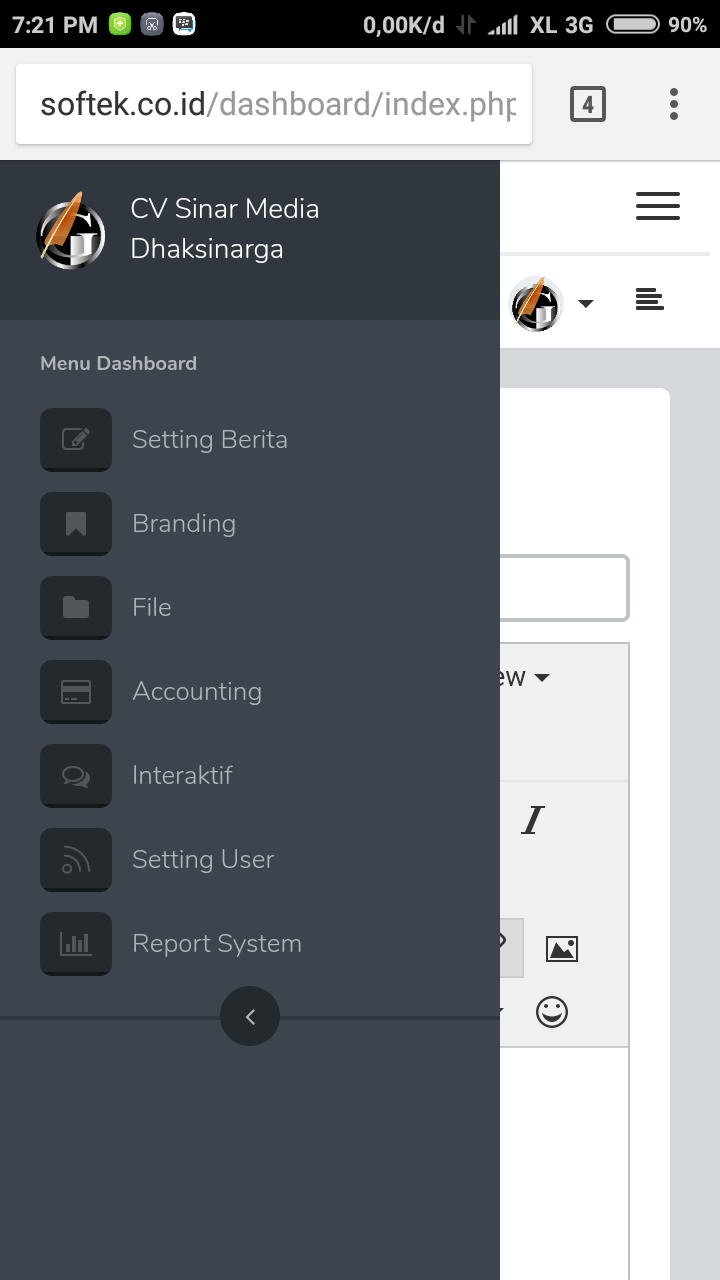 7:21 PM 0,00K/d XL 3G 90%
softek.co.id/dashboard/index.php
4
CV Sinar Media
Dhaksinarga
Menu Dashboard
Setting Berita
Branding
File
Accounting
ew
Interaktif
Setting User
Report System